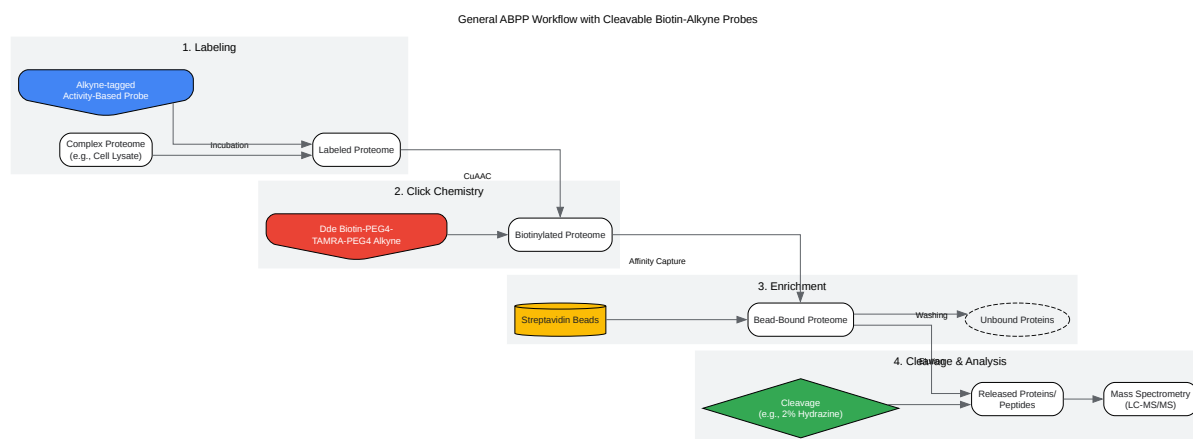 General ABPP Workflow with Cleavable Biotin-Alkyne Probes
1. Labeling
Alkyne-tagged
Activity-Based Probe
Complex Proteome
(e.g., Cell Lysate)
Incubation
Labeled Proteome
CuAAC
2. Click Chemistry
Dde Biotin-PEG4-
TAMRA-PEG4 Alkyne
Biotinylated Proteome
Affinity Capture
3. Enrichment
Streptavidin Beads
Bead-Bound Proteome
Washing
Unbound Proteins
4. Cleavage & Analysis
Cleavage
(e.g., 2% Hydrazine)
Released Proteins/
Peptides
Mass Spectrometry
(LC-MS/MS)